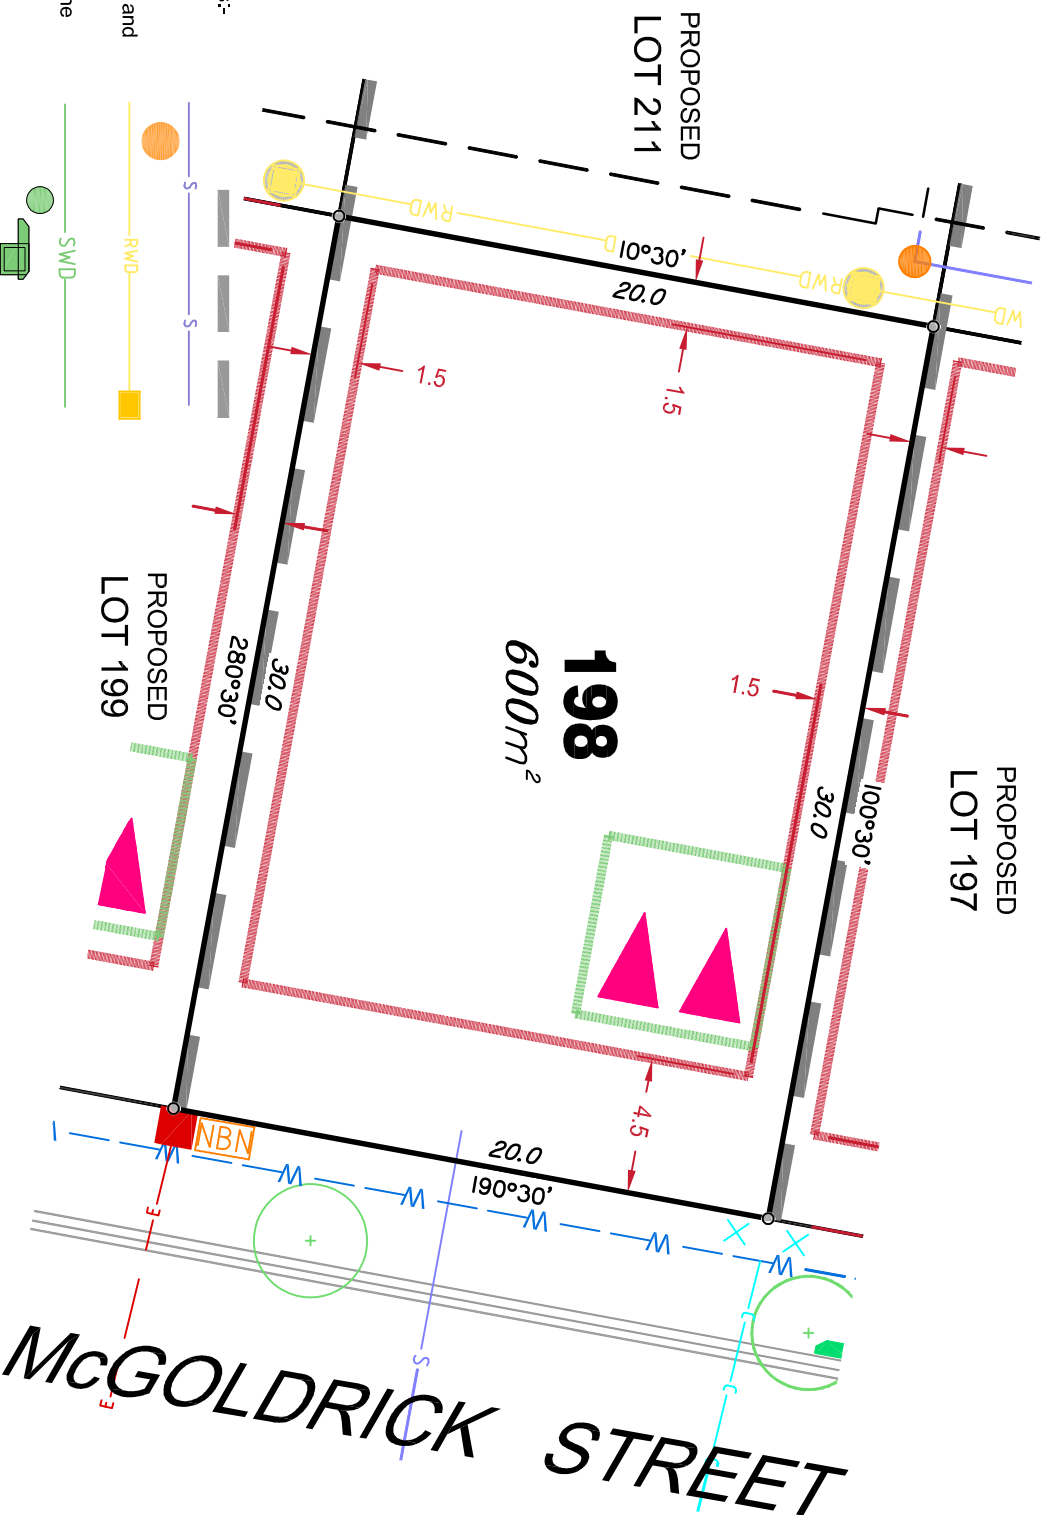 PROPOSED
LOT 211
:-
and
ne
S
S
RWD
SWD
RWD
D
RWD
WD
10°30'
20.0
1.5
1.5
1.5
PROPOSED
LOT 199
280°30'
30.0
198
600m²
PROPOSED
LOT 197
100°30'
30.0
4.5
20.0
190°30'
NBN
W
W
W
W
W
W
E
E
S
C
C
C
McGOLDRICK STREET